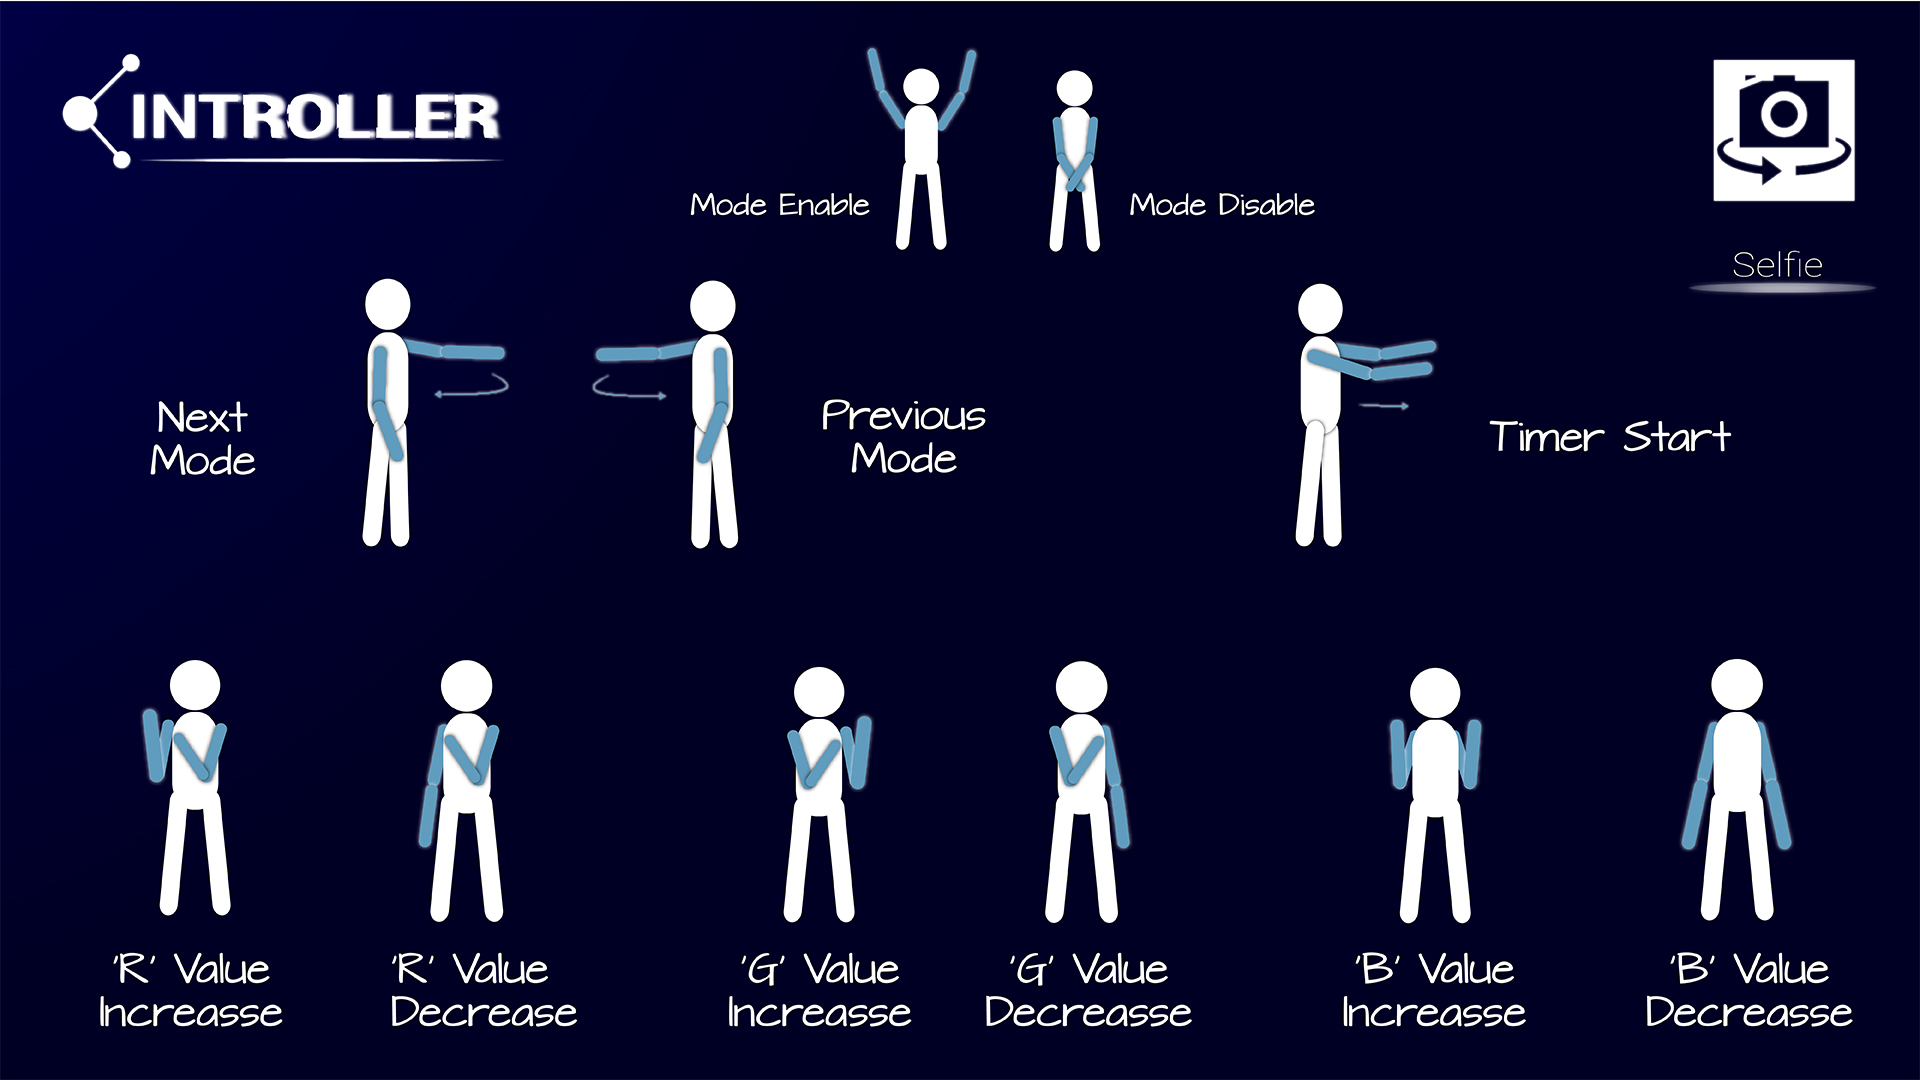 INTROLLER
Mode Enable
Mode Disable
Selfie
Next
Mode
Previous
Mode
Timer Start
'R' Value
Increasse
'R' Value
Decrease
'G' Value
Increasse
'G' Value
Decreasse
'B' Value
Increasse
'B' Value
Decreasse